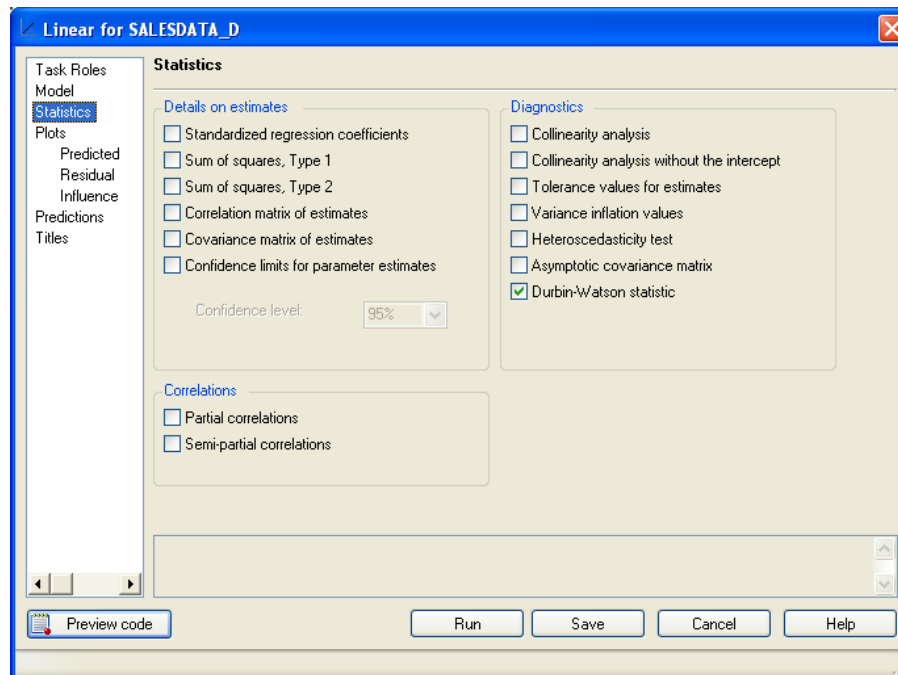 Linear for SALESDATA_D
Task Roles
Model
Statistics
Plots
Predicted
Residual
Influence
Predictions
Titles
Statistics
Details on estimates
Standardized regression coefficients
Sum of squares, Type 1
Sum of squares, Type 2
Correlation matrix of estimates
Covariance matrix of estimates
Confidence limits for parameter estimates
Confidence level: 95%
Diagnostics
Collinearity analysis
Collinearity analysis without the intercept
Tolerance values for estimates
Variance inflation values
Heteroscedasticity test
Asymptotic covariance matrix
Durbin-Watson statistic
Correlations
Partial correlations
Semi-partial correlations
Preview code Run Save Cancel Help